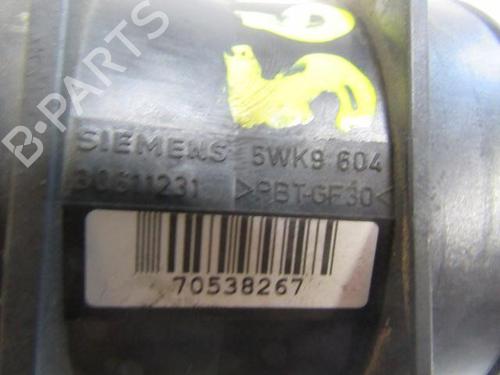 B-PARTS
SIEMENS 5WK9 604
30611231 >PBT-GF30<
70538267